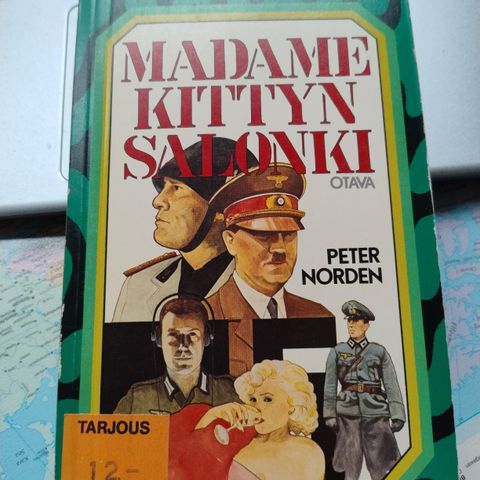 MADAME
KITTYN
SALONKI
OTAVA
PETER
NORDEN
TARJOUS
12-